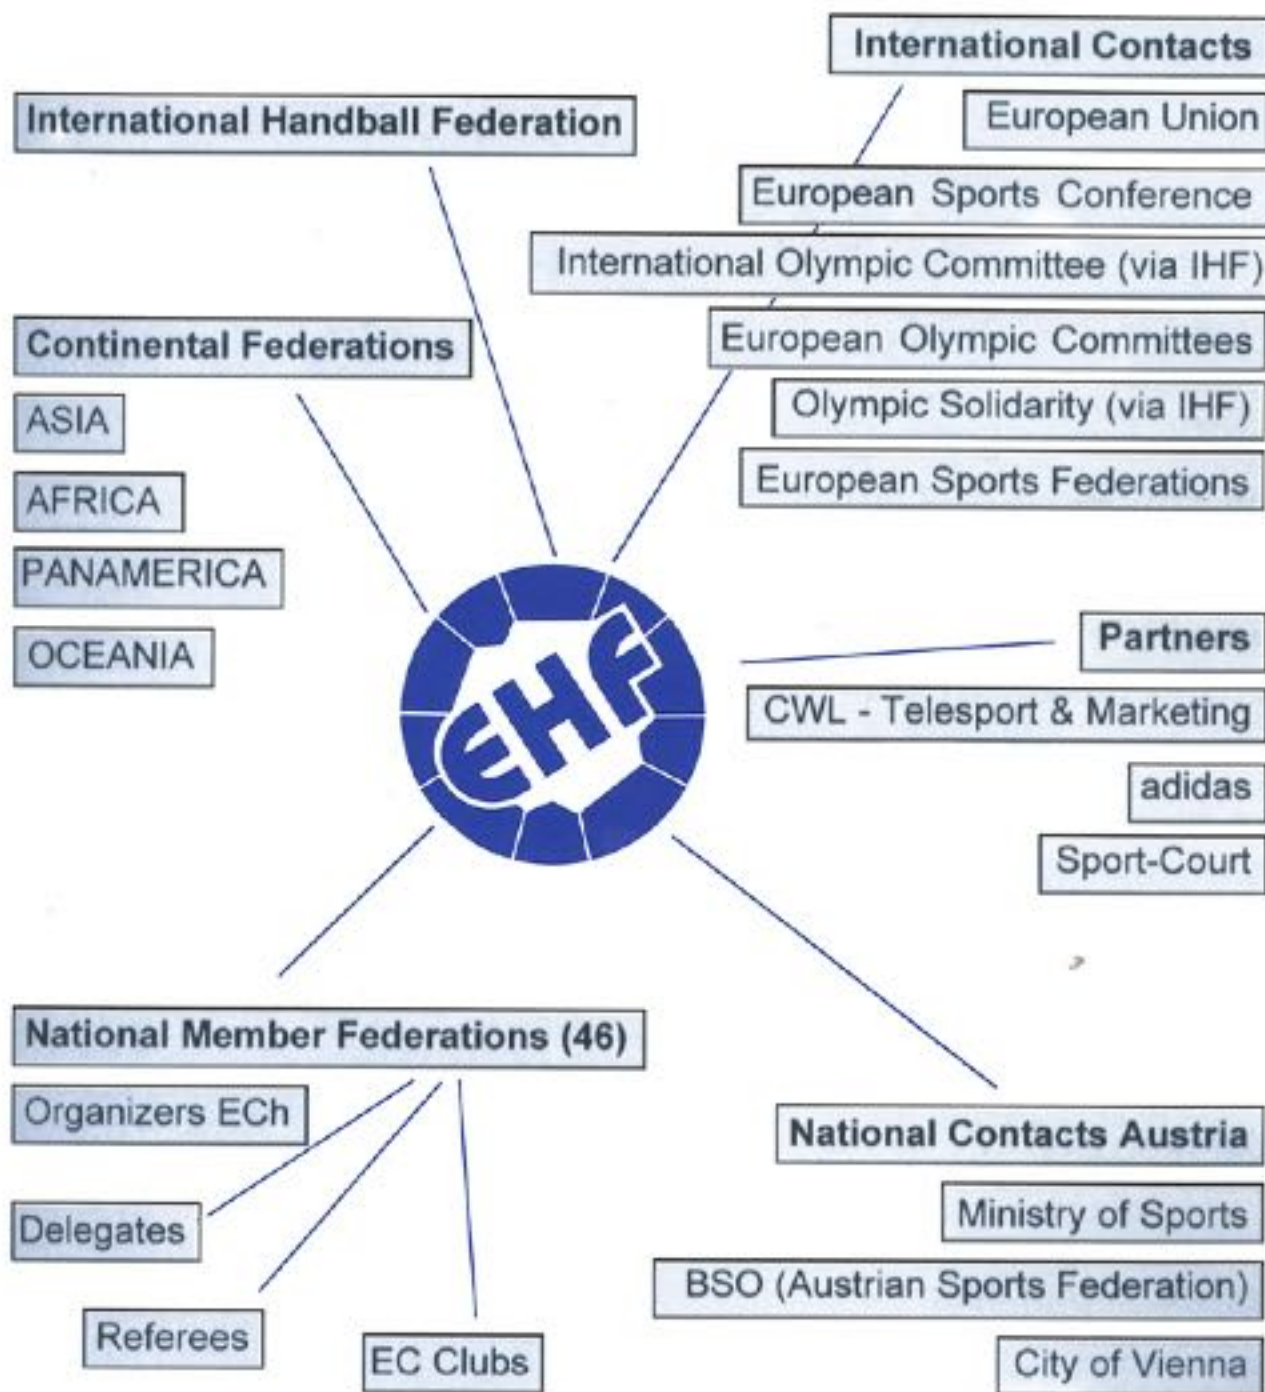 International Contacts
European Union
European Sports Conference
International Olympic Committee (via IHF)
European Olympic Committees
Olympic Solidarity (via IHF)
European Sports Federations
International Handball Federation
Continental Federations
ASIA
AFRICA
PANAMERICA
OCEANIA
EHF
Partners
CWL - Telesport & Marketing
adidas
Sport-Court
National Member Federations (46)
Organizers ECh
Delegates
Referees
EC Clubs
National Contacts Austria
Ministry of Sports
BSO (Austrian Sports Federation)
City of Vienna